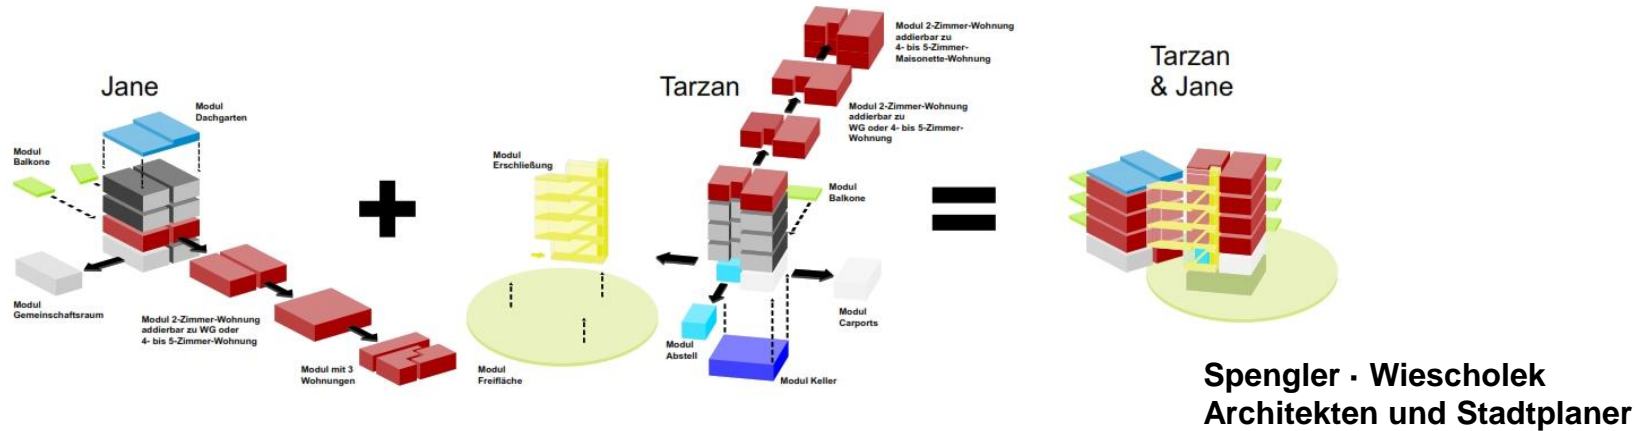 Jane
Modul
Dachgarten
Modul
Balkone
Modul
Gemeinschaftsraum
Modul 2-Zimmer-Wohnung
addierbar zu WG oder
4- bis 5-Zimmer-Wohnung
Modul mit 3
Wohnungen
Modul
Erschließung
Modul
Freifläche
Tarzan
Modul 2-Zimmer-Wohnung
addierbar zu
4- bis 5-Zimmer-
Maisonette-Wohnung
Modul 2-Zimmer-Wohnung
addierbar zu
WG oder 4- bis 5-Zimmer-
Wohnung
Modul
Balkone
Modul
Carports
Modul
Abstell
Modul Keller
Tarzan
& Jane
Spengler · Wiescholek
Architekten und Stadtplaner